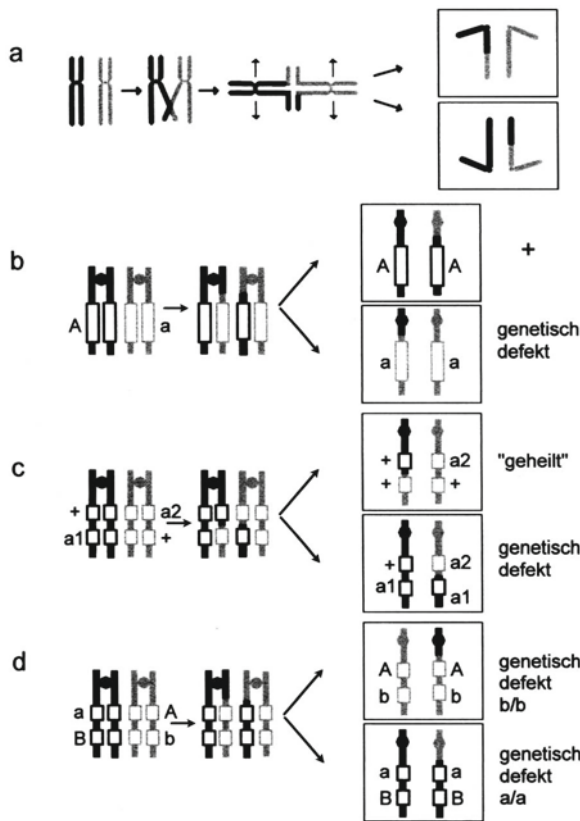 a
b
A
a
A
A
+
a
a
genetisch
defekt
c
+
a1
a2
+
+
+
a2
+
"geheilt"
+
a1
a2
a1
genetisch
defekt
d
a
B
A
b
A
b
A
b
genetisch
defekt
b/b
a
B
a
B
genetisch
defekt
a/a